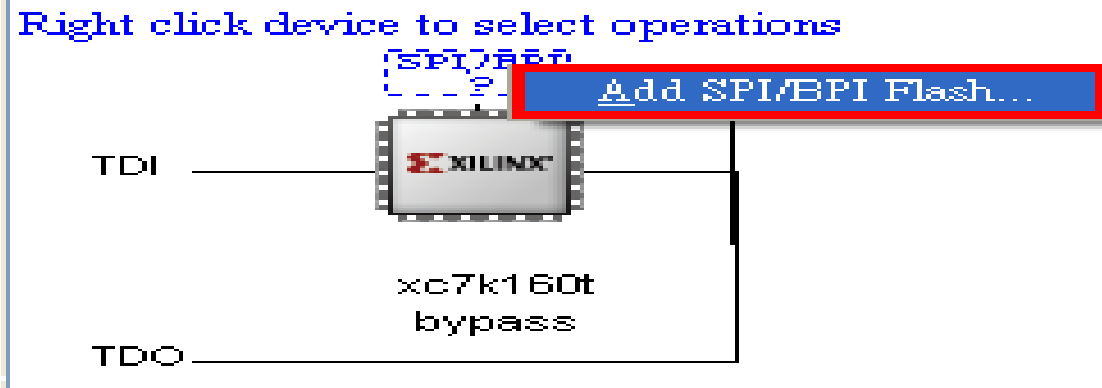 Right click device to select operations
SPI/BPI
?
Add SPI/BPI Flash...
TDI
XILINX
xc7k160t
bypass
TDO